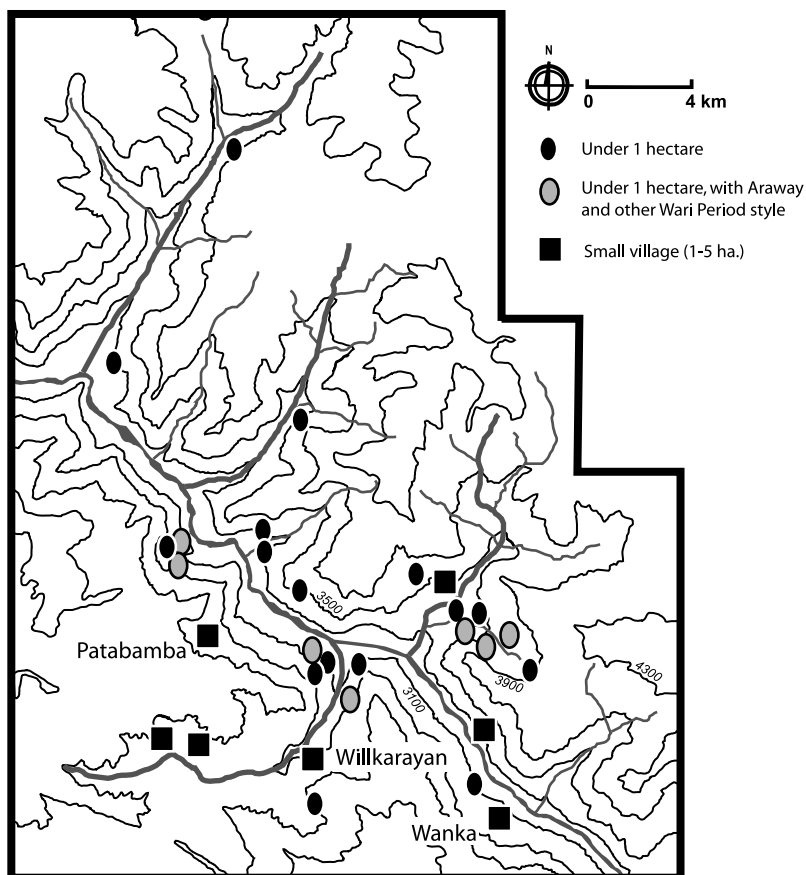 N
0 4 km
Under 1 hectare
Under 1 hectare, with Araway
and other Wari Period style
Small village (1-5 ha.)
3500
Patabamba
4300
3900
3100
Willkarayan
Wanka